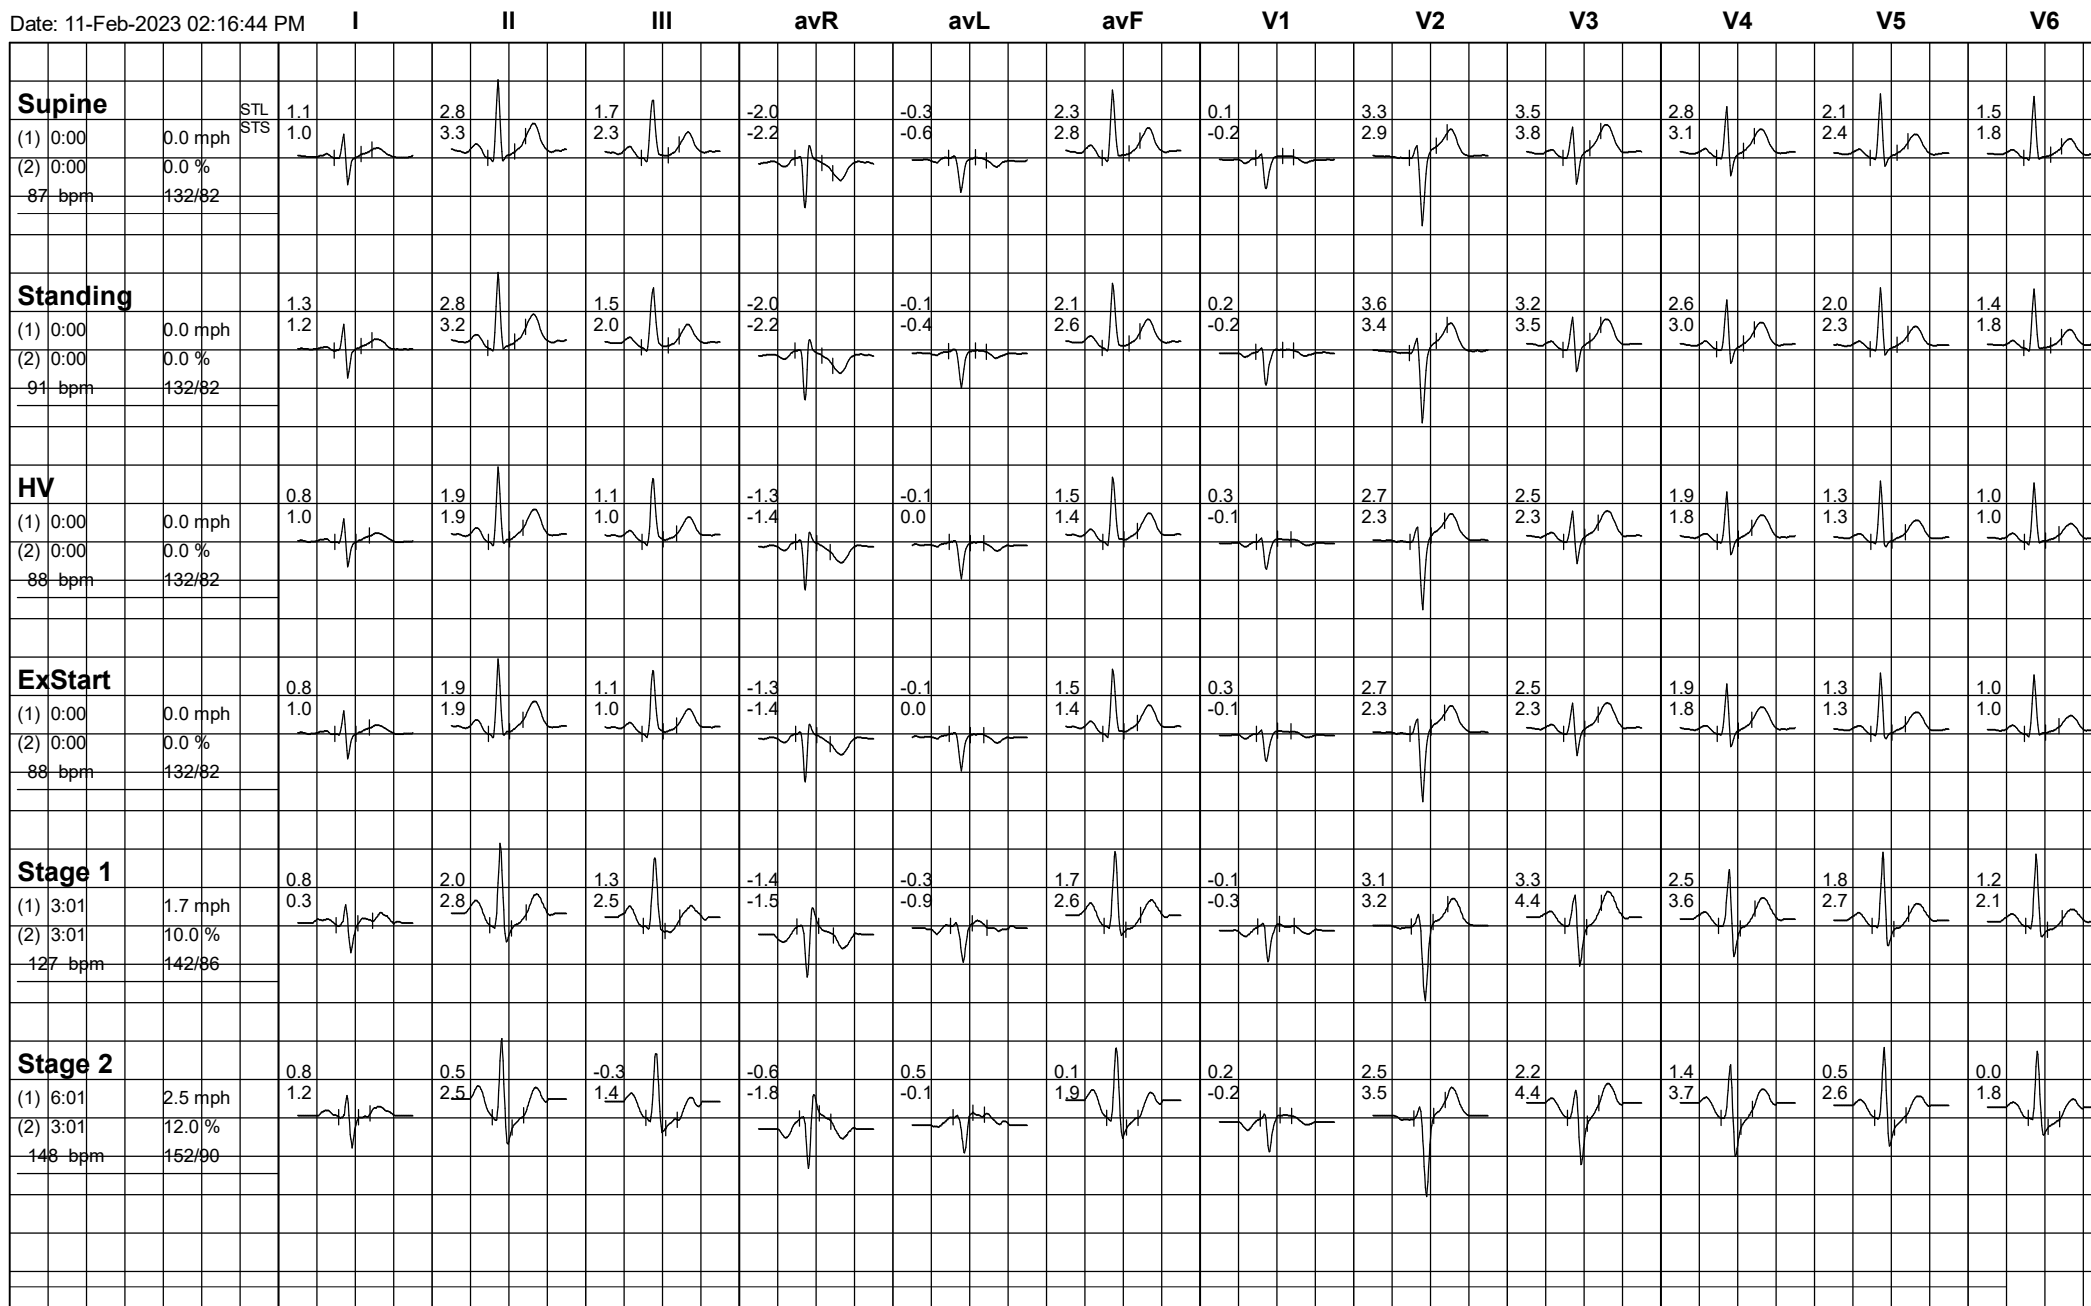 Date: 11-Feb-2023 02:16:44 PM I II III avR avL avF V1 V2 V3 V4 V5 V6
Supine STL 1.1 2.8 1.7 -2.0 -0.3 2.3 0.1 3.3 3.5 2.8 2.1 1.5
STS 1.0 3.3 2.3 -2.2 -0.6 2.8 -0.2 2.9 3.8 3.1 2.4 1.8
(1) 0:00 0.0 mph
(2) 0:00 0.0 %
87 bpm 132/82
Standing 1.3 2.8 1.5 -2.0 -0.1 2.1 0.2 3.6 3.2 2.6 2.0 1.4
(1) 0:00 0.0 mph 1.2 3.2 2.0 -2.2 -0.4 2.6 -0.2 3.4 3.5 3.0 2.3 1.8
(2) 0:00 0.0 %
91 bpm 132/82
HV 0.8 1.9 1.1 -1.3 -0.1 1.5 0.3 2.7 2.5 1.9 1.3 1.0
(1) 0:00 0.0 mph 1.0 1.9 1.0 -1.4 0.0 1.4 -0.1 2.3 2.3 1.8 1.3 1.0
(2) 0:00 0.0 %
88 bpm 132/82
ExStart 0.8 1.9 1.1 -1.3 -0.1 1.5 0.3 2.7 2.5 1.9 1.3 1.0
(1) 0:00 0.0 mph 1.0 1.9 1.0 -1.4 0.0 1.4 -0.1 2.3 2.3 1.8 1.3 1.0
(2) 0:00 0.0 %
88 bpm 132/82
Stage 1 0.8 2.0 1.3 -1.4 -0.3 1.7 -0.1 3.1 3.3 2.5 1.8 1.2
(1) 3:01 1.7 mph 0.3 2.8 2.5 -1.5 -0.9 2.6 -0.3 3.2 4.4 3.6 2.7 2.1
(2) 3:01 10.0 %
127 bpm 142/86
Stage 2 0.8 0.5 -0.3 -0.6 0.5 0.1 0.2 2.5 2.2 1.4 0.5 0.0
(1) 6:01 2.5 mph 1.2 2.5 1.4 -1.8 -0.1 1.9 -0.2 3.5 4.4 3.7 2.6 1.8
(2) 3:01 12.0 %
148 bpm 152/90